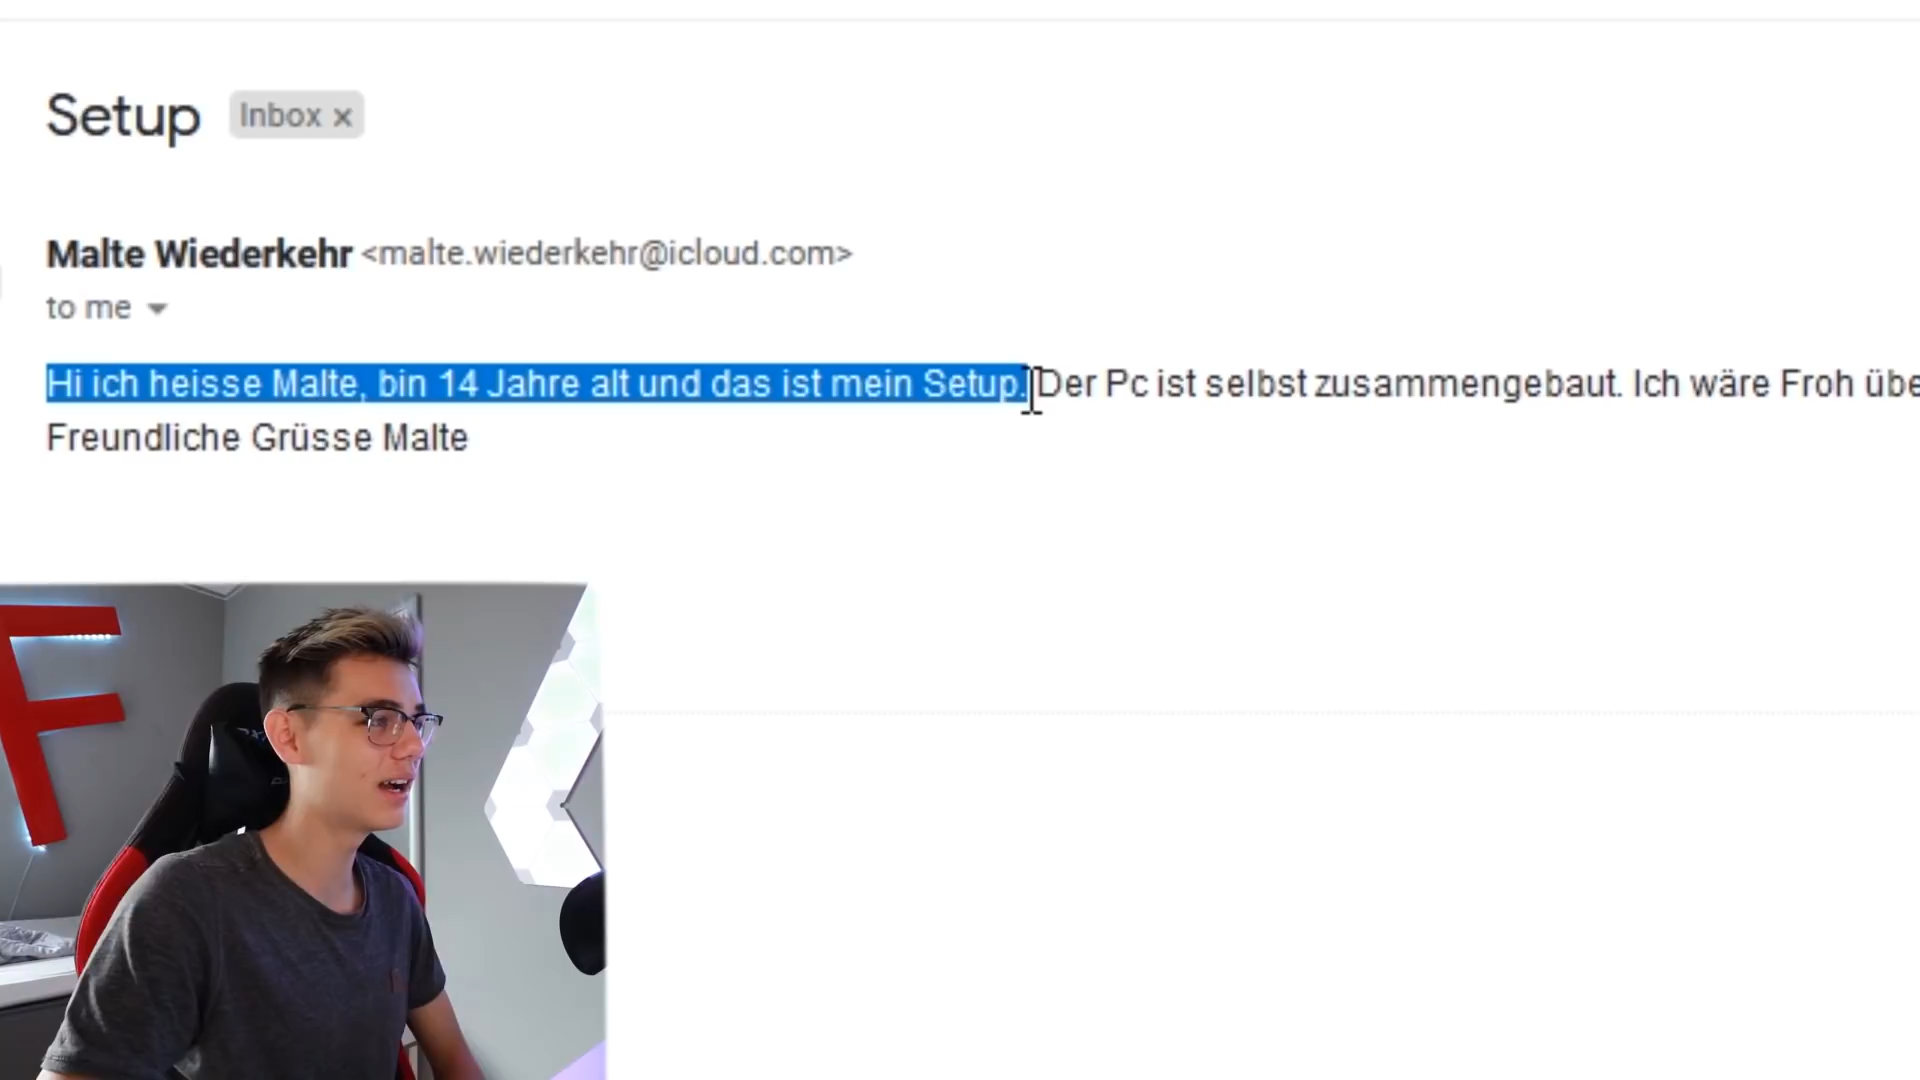 Setup Inbox x
Malte Wiederkehr <malte.wiederkehr@icloud.com>
to me
Hi ich heisse Malte, bin 14 Jahre alt und das ist mein Setup. Der Pc ist selbst zusammengebaut. Ich wäre Froh übe
Freundliche Grüsse Malte
F